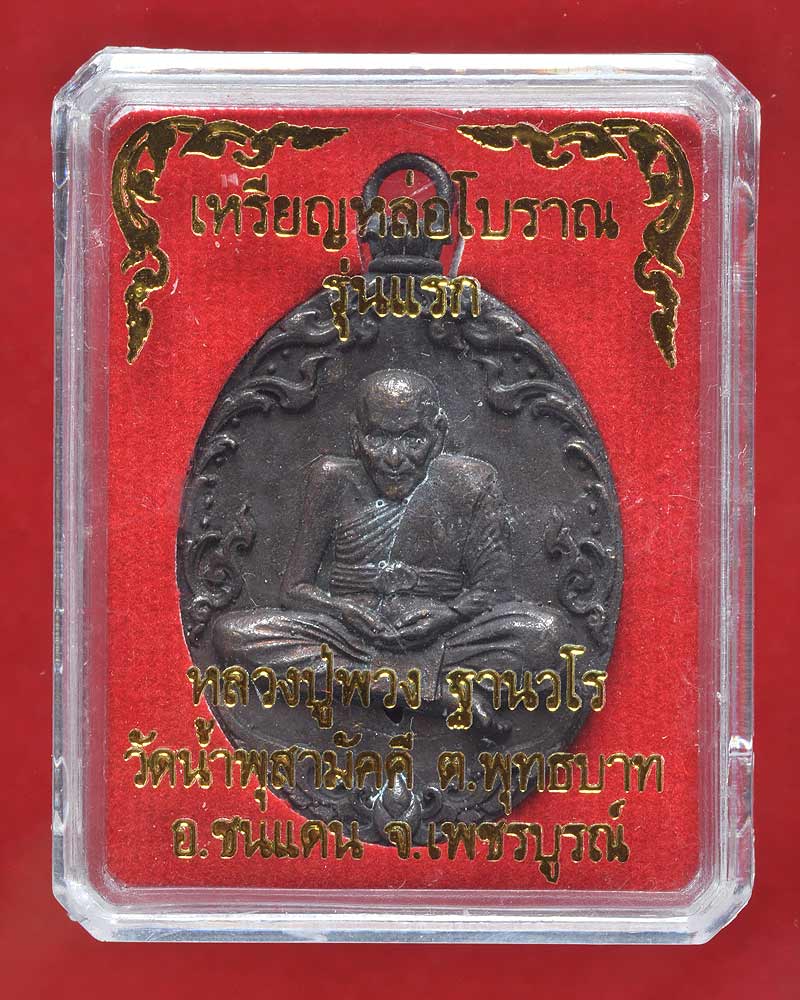 เหรียญหล่อโบราณ
รุ่นแรก
หลวงปู่พวง ฐานวโร
วัดน้ำพุสามัคคี ต.พุทธบาท
อ.ชนแดน จ.เพชรบูรณ์